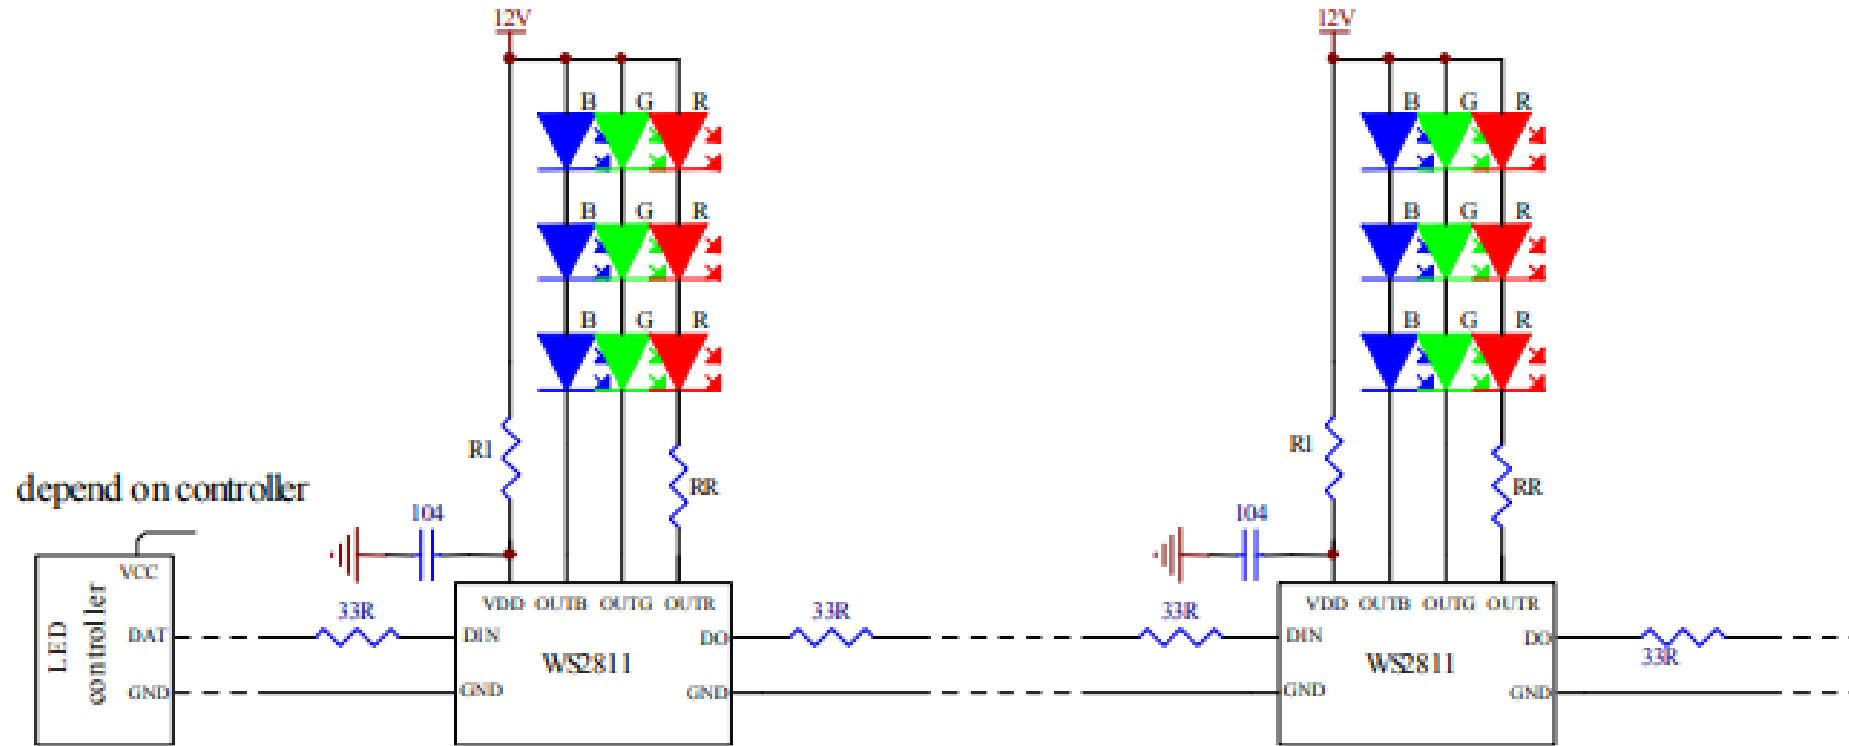 12V
12V
B G R
B G R
B G R
B G R
B G R
B G R
R1
RR
R1
RR
depend on controller
104
104
VCC
LED controller
DAT
GND
33R
VDD OUTB OUTG OUTR
DIN
DO
WS2811
GND
GND
33R
33R
VDD OUTB OUTG OUTR
DIN
DO
WS2811
GND
GND
33R